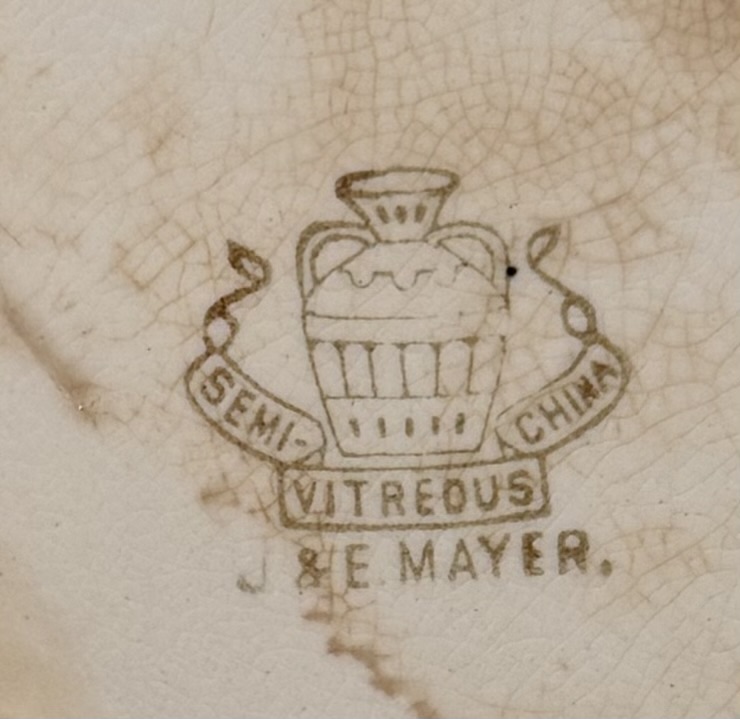 SEMI-
VITREOUS
CHINA
J & E MAYER.